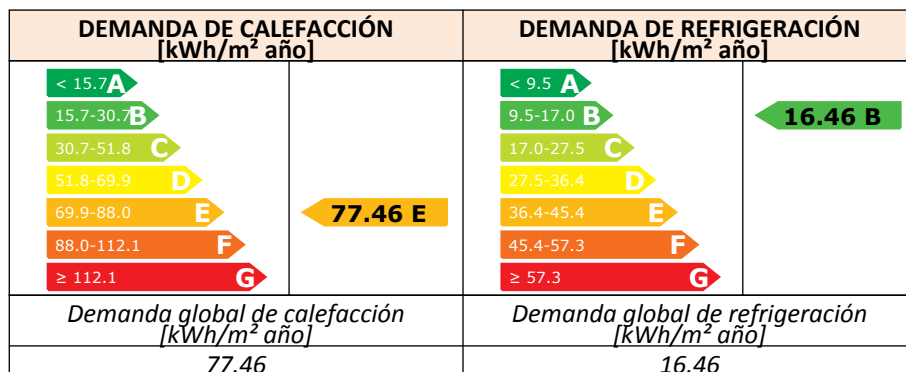 DEMANDA DE CALEFACCIÓN
[kWh/m² año]
DEMANDA DE REFRIGERACIÓN
[kWh/m² año]
< 15.7 A
15.7-30.7 B
30.7-51.8 C
51.8-69.9 D
69.9-88.0 E
88.0-112.1 F
≥ 112.1 G
77.46 E
< 9.5 A
9.5-17.0 B
17.0-27.5 C
27.5-36.4 D
36.4-45.4 E
45.4-57.3 F
≥ 57.3 G
16.46 B
Demanda global de calefacción
[kWh/m² año]
Demanda global de refrigeración
[kWh/m² año]
77.46
16.46